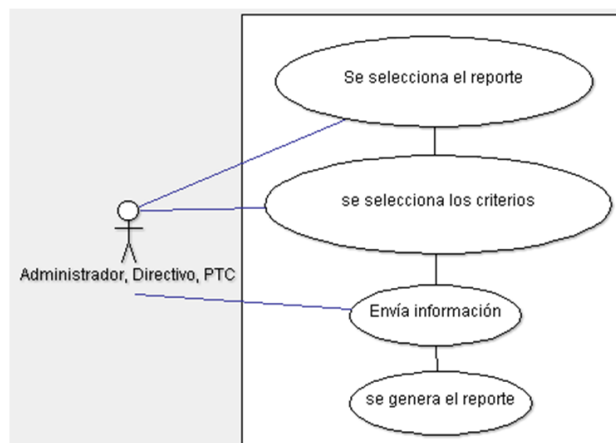 Se selecciona el reporte
se selecciona los criterios
Administrador, Directivo, PTC
Envía información
se genera el reporte